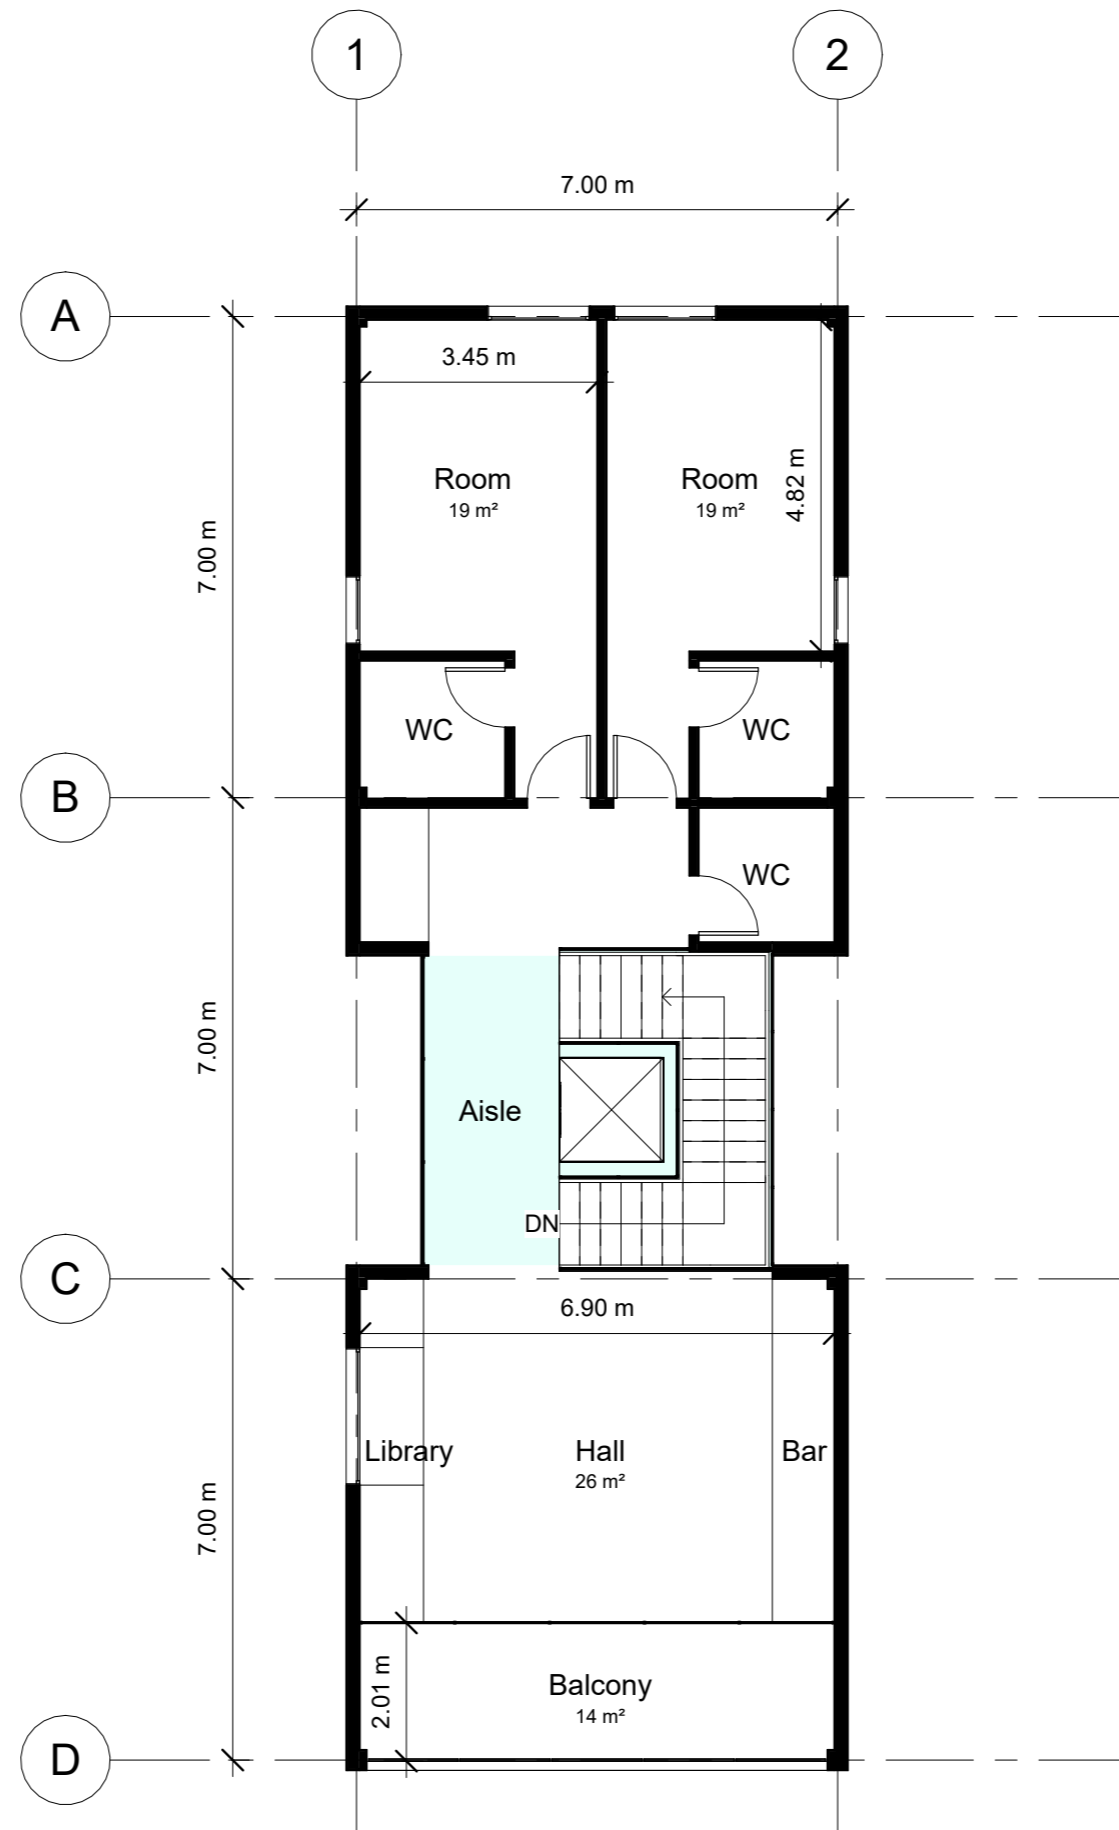 1
2
7.00 m
A
3.45 m
Room
19 m²
Room
19 m²
4.82 m
7.00 m
WC
WC
B
WC
7.00 m
Aisle
DN
C
6.90 m
Library
Hall
26 m²
Bar
7.00 m
2.01 m
Balcony
14 m²
D